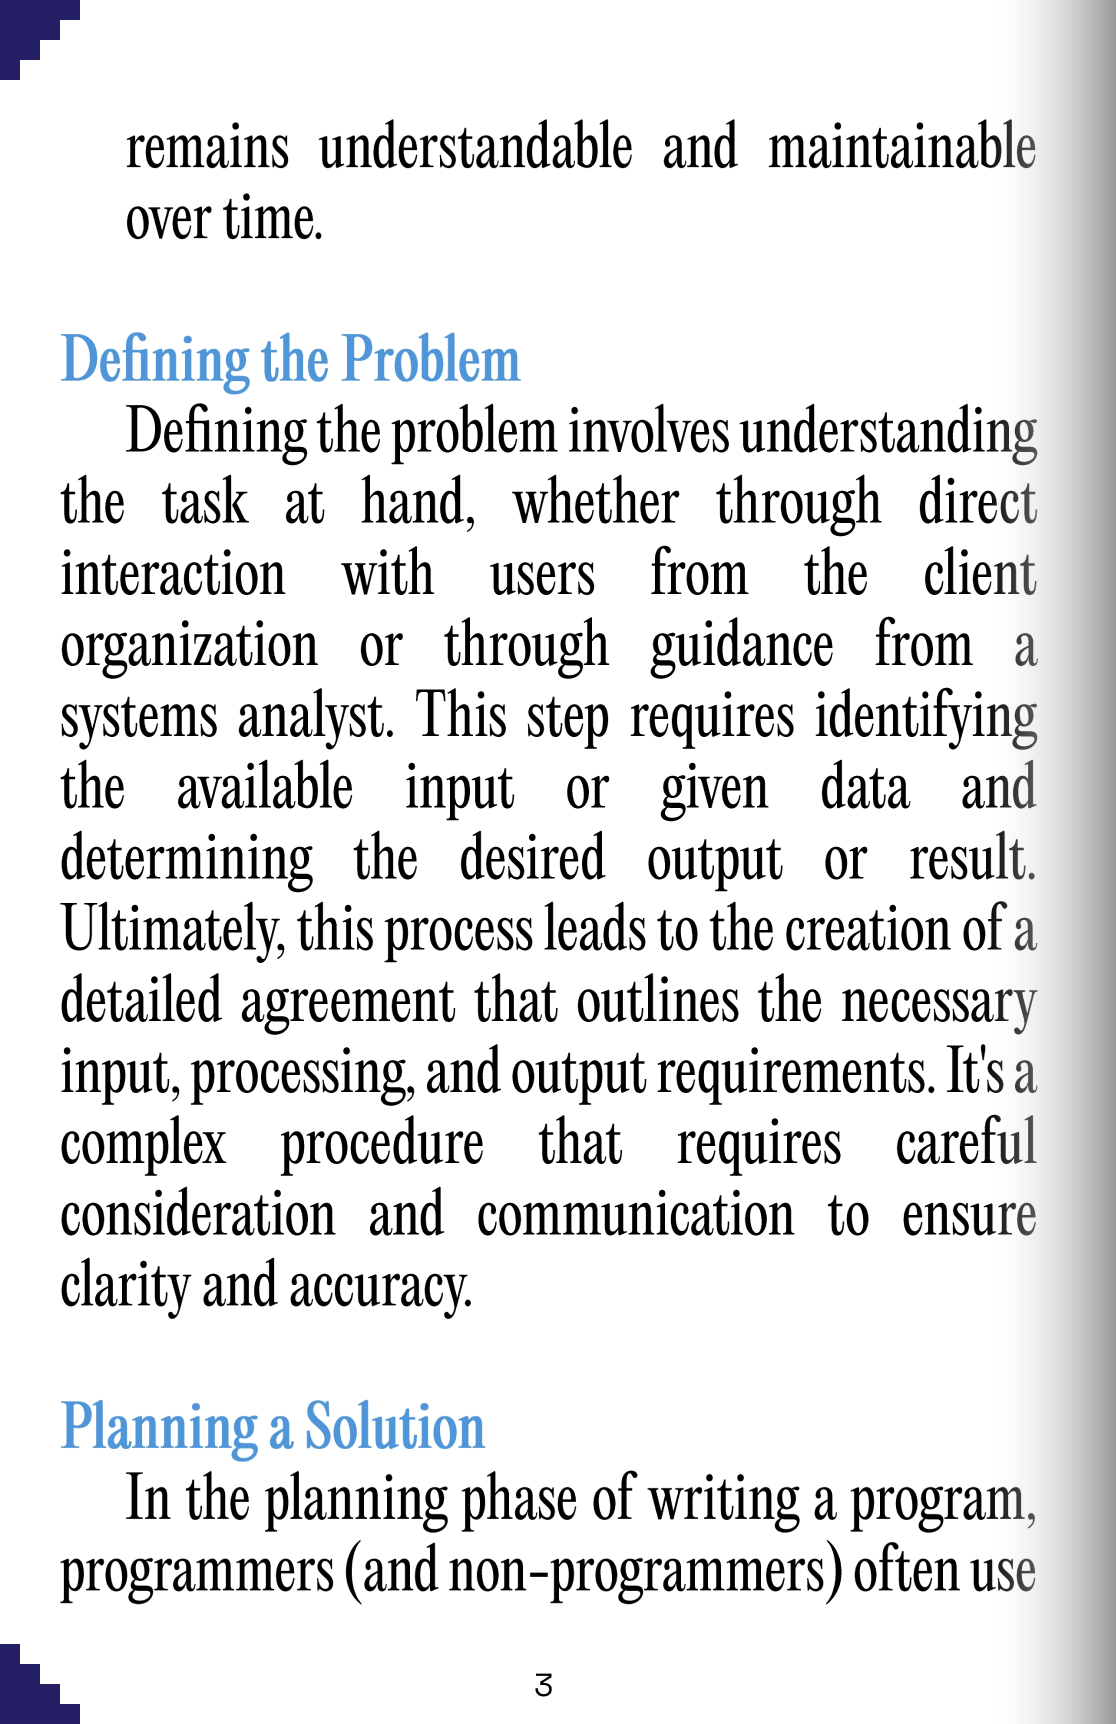 remains understandable and maintainable
over time.
Defining the Problem
Defining the problem involves understanding
the task at hand, whether through direct
interaction with users from the client
organization or through guidance from a
systems analyst. This step requires identifying
the available input or given data and
determining the desired output or result.
Ultimately, this process leads to the creation of a
detailed agreement that outlines the necessary
input, processing, and output requirements. It's a
complex procedure that requires careful
consideration and communication to ensure
clarity and accuracy.
Planning a Solution
In the planning phase of writing a program,
programmers (and non-programmers) often use
3